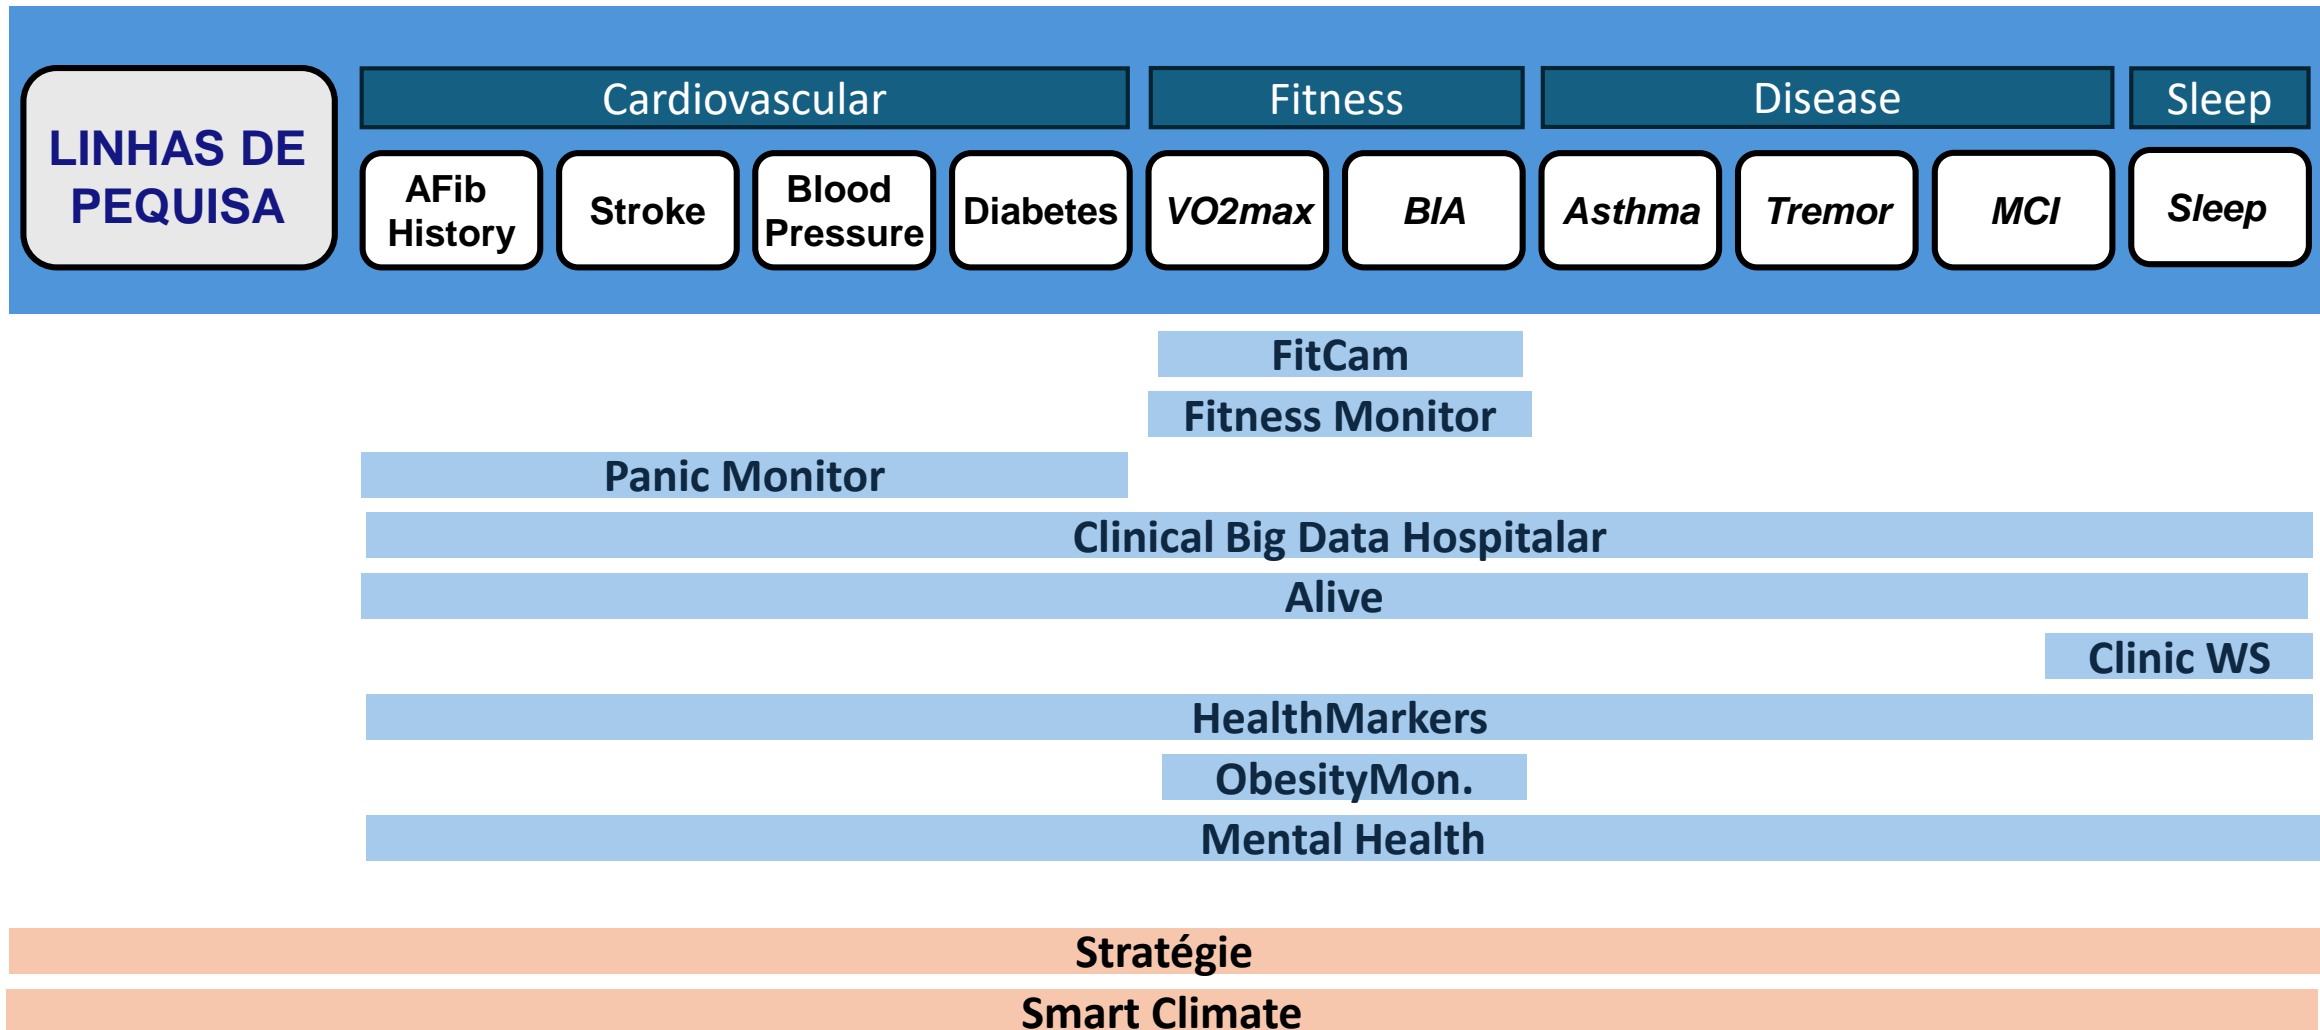 LINHAS DE
PEQUISA
Cardiovascular
Fitness
Disease
Sleep
AFib
History
Stroke
Blood
Pressure
Diabetes
VO2max
BIA
Asthma
Tremor
MCI
Sleep
FitCam
Fitness Monitor
Panic Monitor
Clinical Big Data Hospitalar
Alive
Clinic WS
HealthMarkers
ObesityMon.
Mental Health
Stratégie
Smart Climate